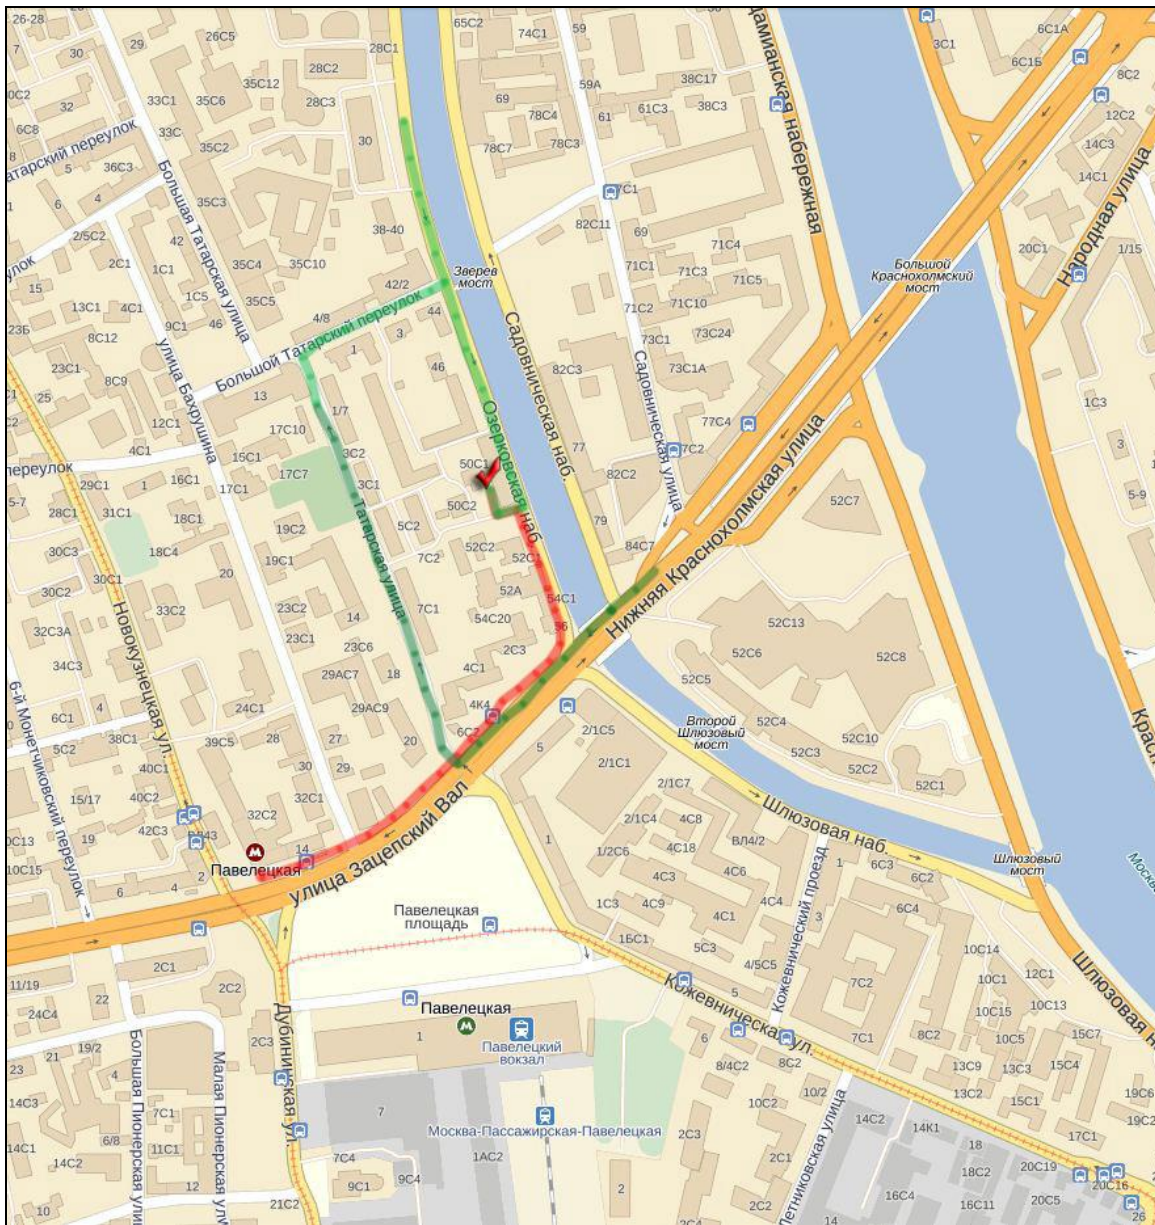 65С2
26-28
29
26С5
28С1
74С1
59
6С1А
3С1
7
30
28С2
6С1Б
8С2
35С12
38С17
59А
33С1
35С6
28С3
69
61С3
38С3
32
78С4
61
12С2
6С8
33С
30
35С2
78С7
78С3
14С3
Татарский переулок
36С3
5
Большая Татарская улица
14С1
6
4
35С3
7С1
Народная улица
2/5С2
82С11
69
38-40
42
71С4
20С1
1/15
2С1
35С4
35С10
Зверев
мост
71С1
71С3
71С5
Большой
Краснохолмский
мост
15
1С1
42/2
1С5
35С5
71С2
71С10
13С1
4С1
4/8
44
23Б
9С1
46
3
73С1
73С24
8С12
Большой Татарский переулок
1
Садовническая наб.
Садовническая улица
23С1
46
82С3
73С1А
8С9
25
13
1С3
улица Бахрушина
1/7
Озерковская наб.
77С4
12С1
17С10
77
3
4С1
15С1
3С2
7С2
переулок
50С1
Нижняя Краснохолмская улица
29С1
1
16С1
17С7
82С2
5-7
17С1
3С1
5-9
28С1
31С1
18С1
50С2
52С7
19С2
5С2
79
30С3
18С4
Татарская улица
52С2
84С7
30С1
19С1
7С2
52С1
30С2
20
52А
54С1
33С2
23С2
7С1
32С3А
14
54С20
56
52С13
23С1
2С3
34С3
23С6
52С6
52С8
Новокузнецкая ул.
4С1
29АС7
18
52С5
6С1
4
24С1
29АС9
4К4
Второй
Шлюзовый
мост
52С4
5С2
38С1
39С5
28
27
6С2
2/1С5
52С10
6-й Монетчиковский переулок
20
5
52С3
40С1
30
29
2/1С1
52С2
52С1
15/17
40С2
32С1
2/1С7
32С2
улица Зацепский Вал
Шлюзовая наб.
19
42С3
2/1С4
4С8
ВЛ4/2
14
1
1/2С6
4С18
1
6С3
Шлюзовый
мост
Павелецкая
2
4С6
6С2
6
4
4С3
Кожевнический проезд
1С3
4С9
4С4
3
6С4
Павелецкая
площадь
4С1
1БС1
5С3
10С14
2С1
4/5С5
11/19
2С2
Кожевническая ул.
7С2
10С1
12С1
22
5
Шлюзовая н
24С4
Павелецкая
10С15
10С13
Дубининская ул.
1
Павелецкий
вокзал
6
8С2
15С7
19/2
2С3
7С1
10С5
21
8/4С2
8С2
13С9
13С3
15С4
23
4
Большая Пионерская улица
Малая Пионерская улица
10/2
13С2
19С6
14С3
7С1
7
10С2
15С1
19С2
Москва-Пассажирская-Павелецкая
14С2
14К1
17С1
14С1
6/8
11С1
2С3
Летниковская улица
18
14С2
7С4
1АС2
18С2
20С19
12
9С1
9С4
2С1
20С16
2
16С4
16С11
20С5
10
21С2
2С4
14
26